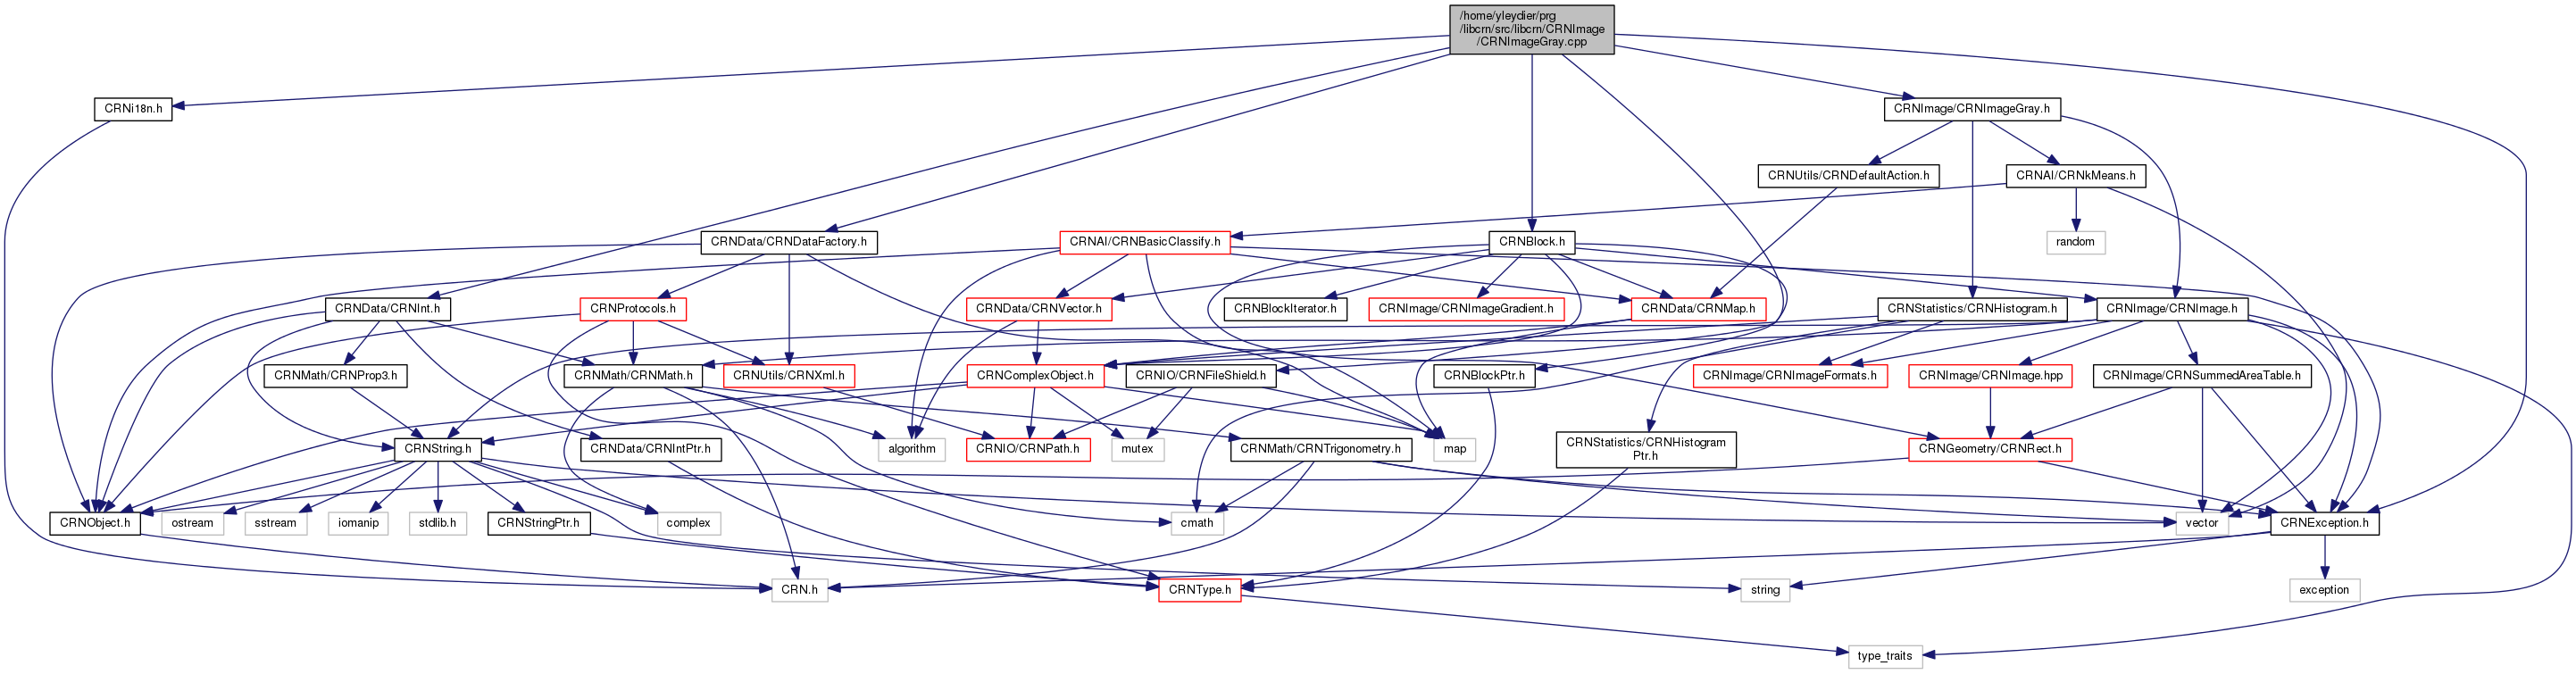 /home/yleydier/prg
/libcrn/src/libcrn/CRNImage
/CRNImageGray.cpp
CRNi18n.h
CRNImage/CRNImageGray.h
CRNUtils/CRNDefaultAction.h
CRNAI/CRNkMeans.h
CRNData/CRNDataFactory.h
CRNAI/CRNBasicClassify.h
CRNBlock.h
random
CRNData/CRNInt.h
CRNProtocols.h
CRNData/CRNVector.h
CRNBlockIterator.h
CRNImage/CRNImageGradient.h
CRNData/CRNMap.h
CRNStatistics/CRNHistogram.h
CRNImage/CRNImage.h
CRNMath/CRNProp3.h
CRNMath/CRNMath.h
CRNUtils/CRNXml.h
CRNComplexObject.h
CRNIO/CRNFileShield.h
CRNBlockPtr.h
CRNImage/CRNImageFormats.h
CRNImage/CRNImage.hpp
CRNImage/CRNSummedAreaTable.h
CRNString.h
CRNData/CRNIntPtr.h
algorithm
CRNIO/CRNPath.h
mutex
CRNMath/CRNTrigonometry.h
map
CRNStatistics/CRNHistogram
Ptr.h
CRNGeometry/CRNRect.h
CRNObject.h
ostream
sstream
iomanip
stdlib.h
CRNStringPtr.h
complex
cmath
vector
CRNException.h
CRN.h
CRNType.h
string
exception
type_traits